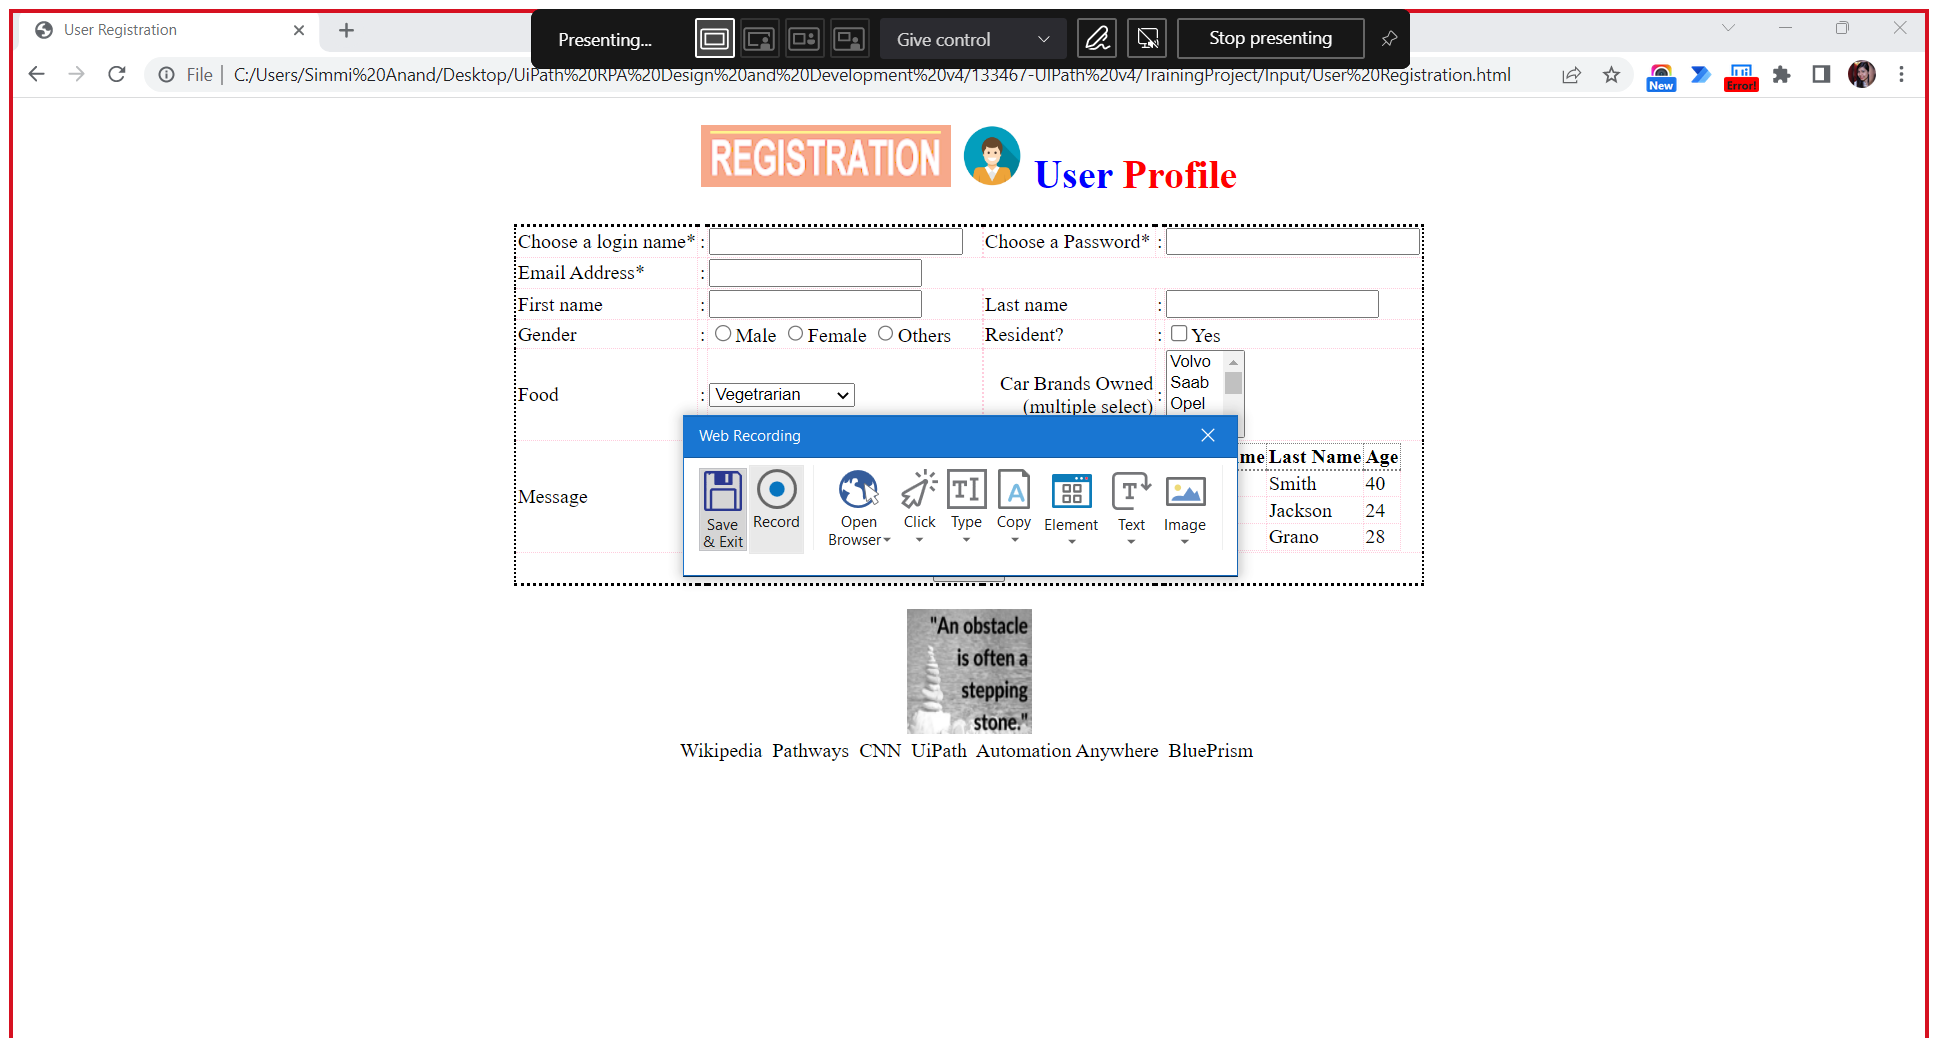 User Registration
Presenting...
Give control
Stop presenting
File
C:/Users/Simmi%20Anand/Desktop/UiPath%20RPA%20Design%20and%20Development%20v4/133467-UIPath%20v4/TrainingProject/Input/User%20Registration.html
New
Error!
REGISTRATION
User Profile
Choose a login name* :
Choose a Password* :
Email Address* :
First name :
Last name :
Gender : Male Female Others
Resident? : Yes
Food : Vegetrarian
Car Brands Owned
(multiple select) :
Volvo
Saab
Opel
Web Recording
Save
& Exit
Record
Open
Browser
Click
Type
Copy
Element
Text
Image
me Last Name Age
Smith 40
Jackson 24
Grano 28
Message
"An obstacle
is often a
stepping
stone."
Wikipedia Pathways CNN UiPath Automation Anywhere BluePrism